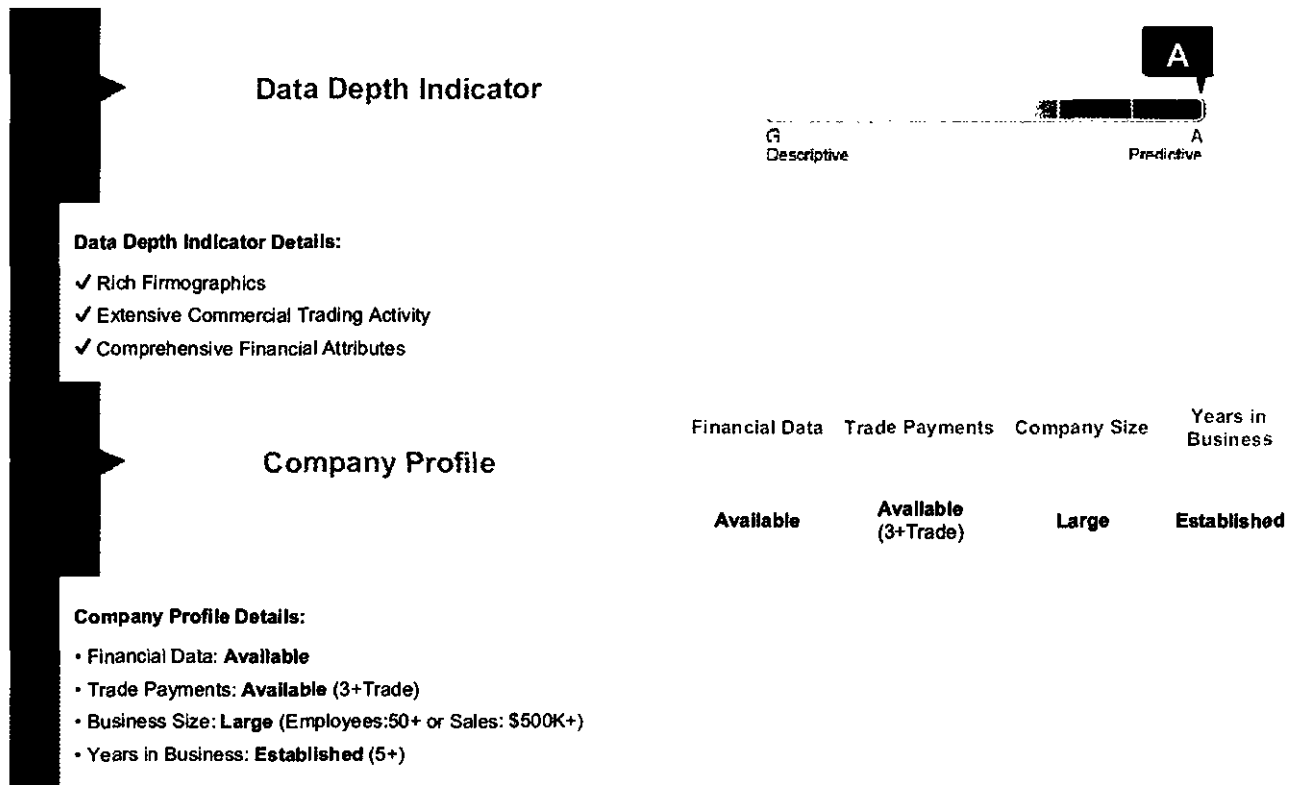 A
Data Depth Indicator
G A
Descriptive Predictive
Data Depth Indicator Details:
✓ Rich Firmographics
✓ Extensive Commercial Trading Activity
✓ Comprehensive Financial Attributes
Financial Data Trade Payments Company Size Years in Business
Company Profile
Available Available (3+Trade) Large Established
Company Profile Details:
• Financial Data: Available
• Trade Payments: Available (3+Trade)
• Business Size: Large (Employees:50+ or Sales: $500K+)
• Years in Business: Established (5+)